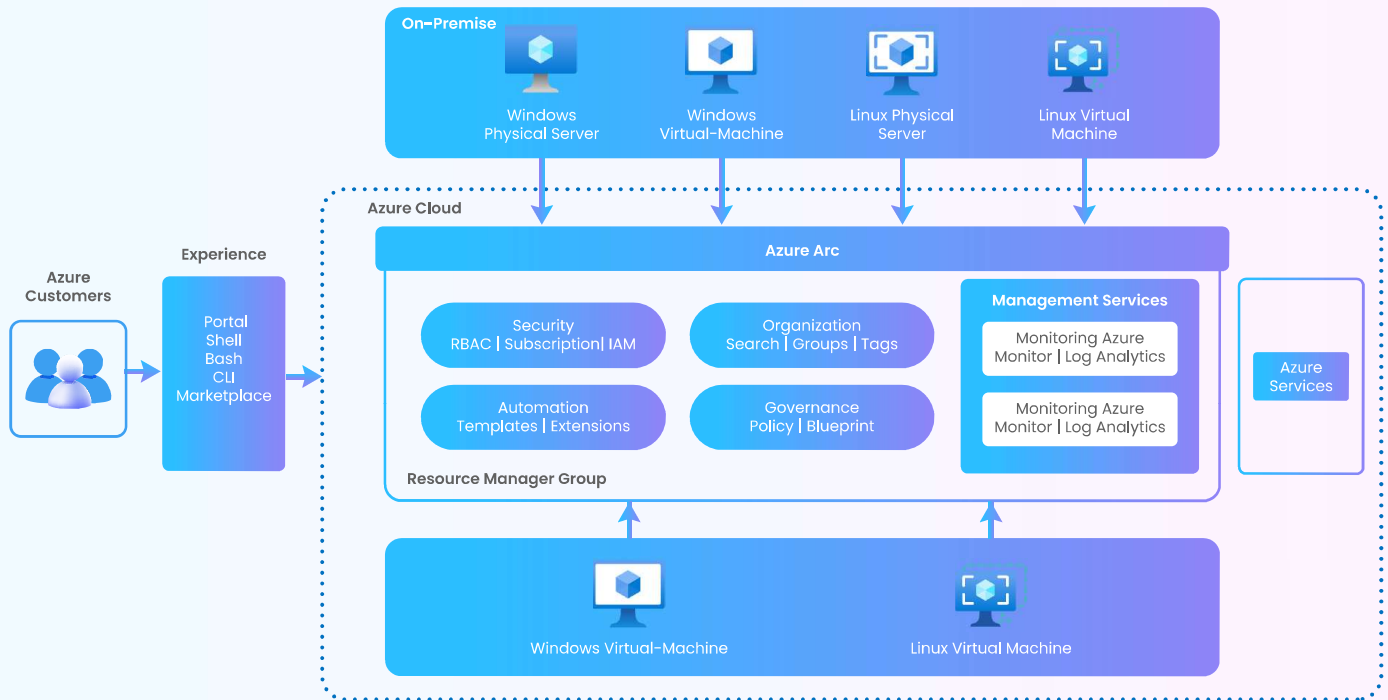 On-Premise
Windows
Physical Server
Windows
Virtual-Machine
Linux Physical
Server
Linux Virtual
Machine
Azure Cloud
Azure Arc
Experience
Azure
Customers
Portal
Shell
Bash
CLI
Marketplace
Security
RBAC | Subscription| IAM
Organization
Search | Groups | Tags
Automation
Templates | Extensions
Governance
Policy | Blueprint
Management Services
Monitoring Azure
Monitor | Log Analytics
Monitoring Azure
Monitor | Log Analytics
Resource Manager Group
Azure
Services
Windows Virtual-Machine
Linux Virtual Machine